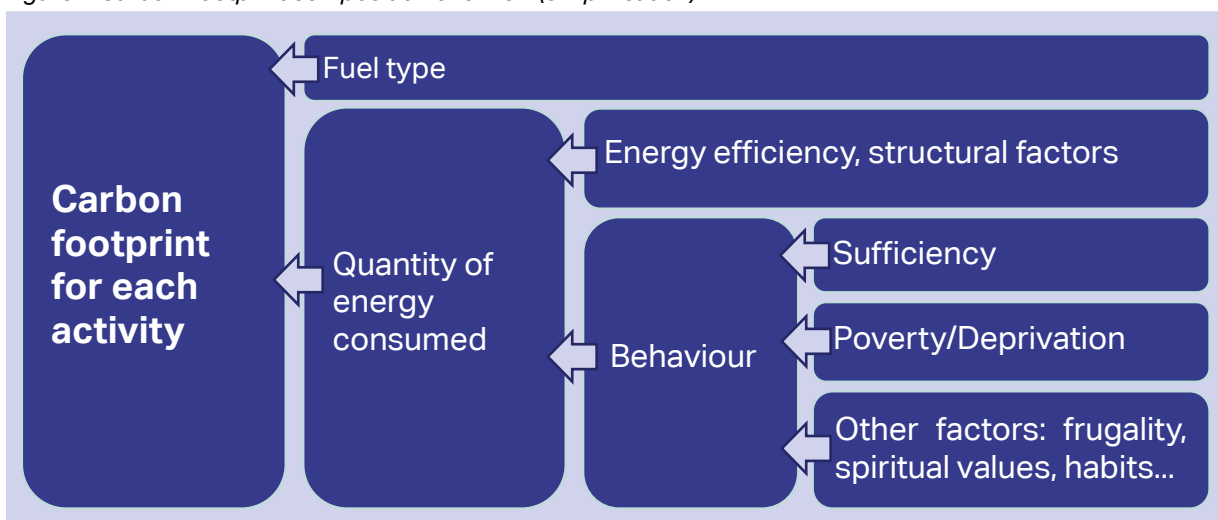 Fuel type
Energy efficiency, structural factors
Carbon
footprint
for each
activity
Quantity of
energy
consumed
Behaviour
Sufficiency
Poverty/Deprivation
Other factors: frugality,
spiritual values, habits...